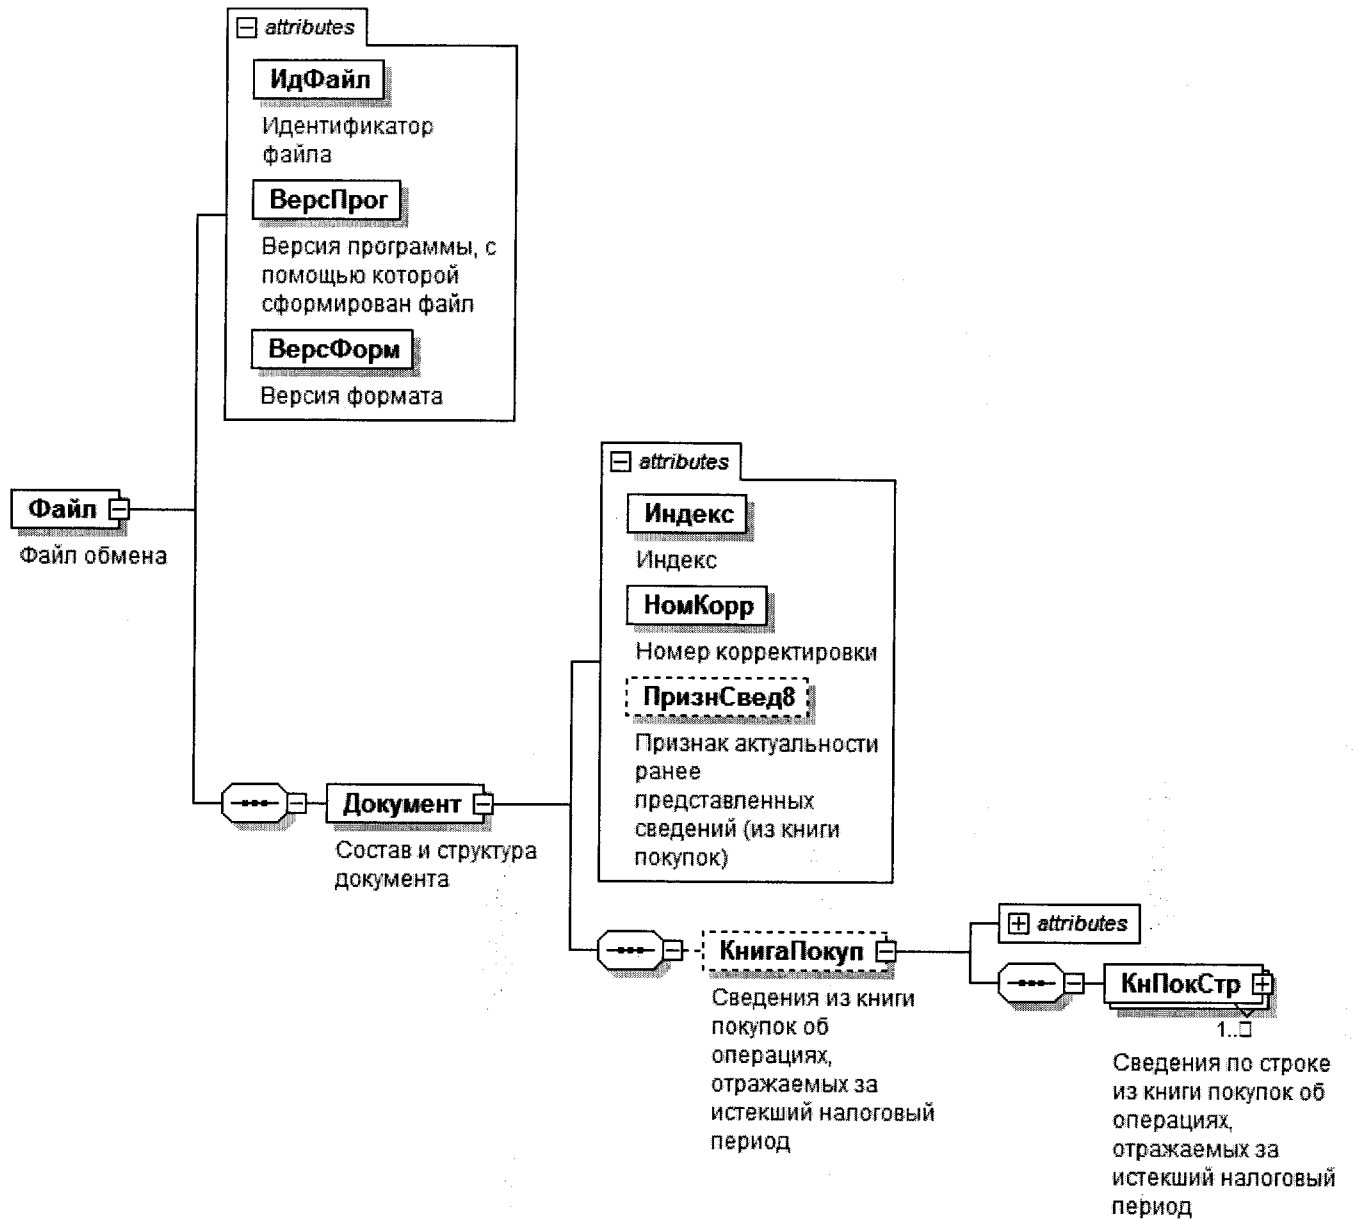 attributes
ИдФайл
Идентификатор
файла
ВерсПрог
Версия программы, с
помощью которой
сформирован файл
ВерсФорм
Версия формата
Файл
Файл обмена
attributes
Индекс
Индекс
НомКорр
Номер корректировки
ПризнСвед8
Признак актуальности
ранее
представленных
сведений (из книги
покупок)
Документ
Состав и структура
документа
КнигаПокуп
Сведения из книги
покупок об
операциях,
отражаемых за
истекший налоговый
период
attributes
КнПокСтр
1..□
Сведения по строке
из книги покупок об
операциях,
отражаемых за
истекший налоговый
период